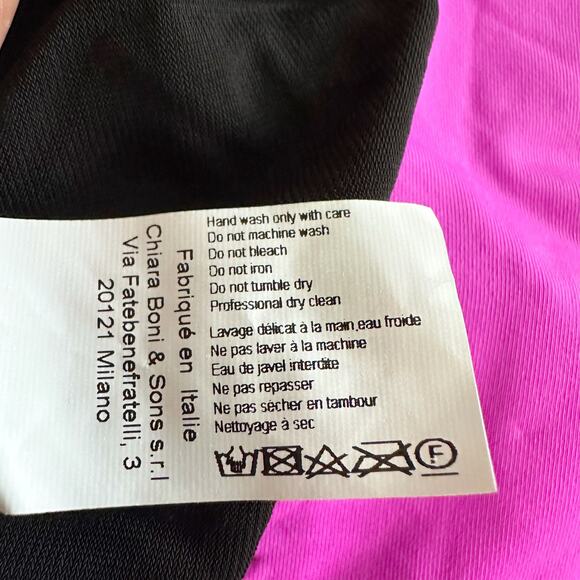 Hand wash only with care
Do not machine wash
Do not bleach
Do not iron
Do not tumble dry
Professional dry clean
Lavage délicat à la main,eau froide
Ne pas laver à la machine
Eau de javel interdite
Ne pas repasser
Ne pas sécher en tambour
Nettoyage à sec
F
Fabriqué en Italie
Chiara Boni & Sons s.r.l
Via Fatebenefratelli, 3
20121 Milano